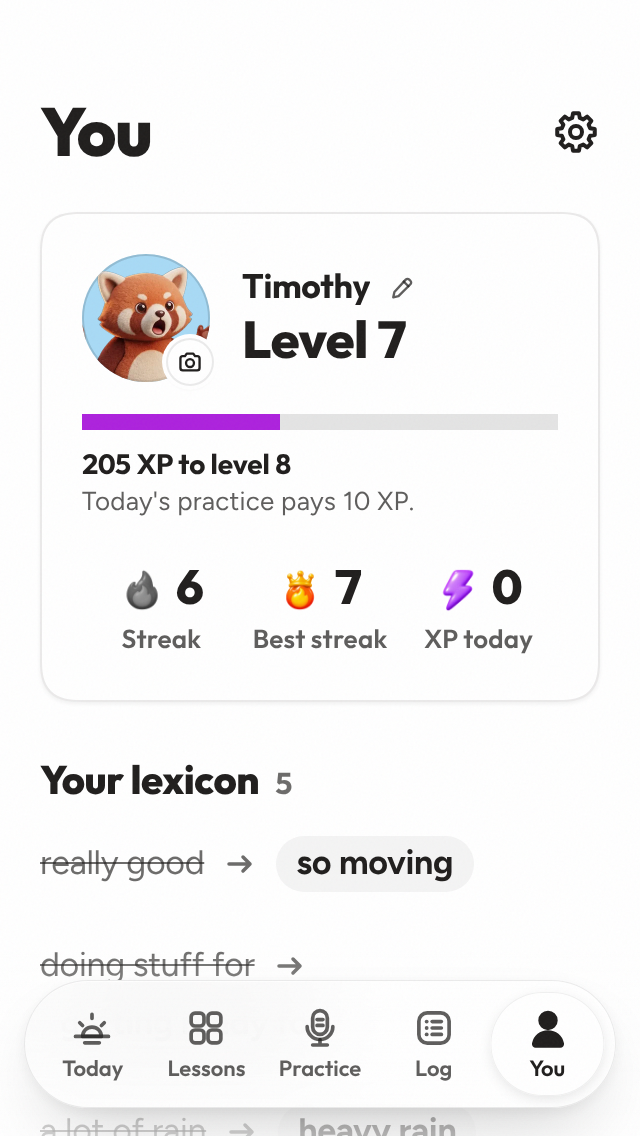 You
Timothy
Level 7
205 XP to level 8
Today's practice pays 10 XP.
6 7 0
Streak Best streak XP today
Your lexicon 5
really good → so moving
doing stuff for →
Today Lessons Practice Log You
a lot of rain → heavy rain